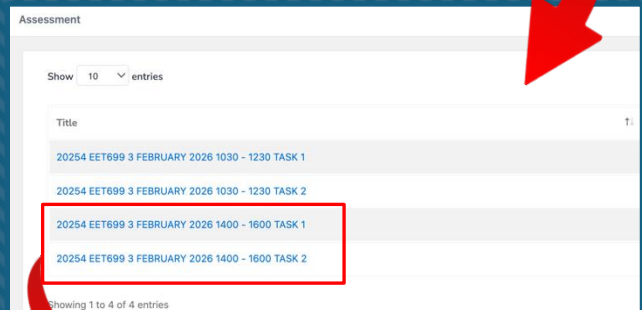 Assessment
Show 10 entries
Title
20254 EET699 3 FEBRUARY 2026 1030 - 1230 TASK 1
20254 EET699 3 FEBRUARY 2026 1030 - 1230 TASK 2
20254 EET699 3 FEBRUARY 2026 1400 - 1600 TASK 1
20254 EET699 3 FEBRUARY 2026 1400 - 1600 TASK 2
Showing 1 to 4 of 4 entries